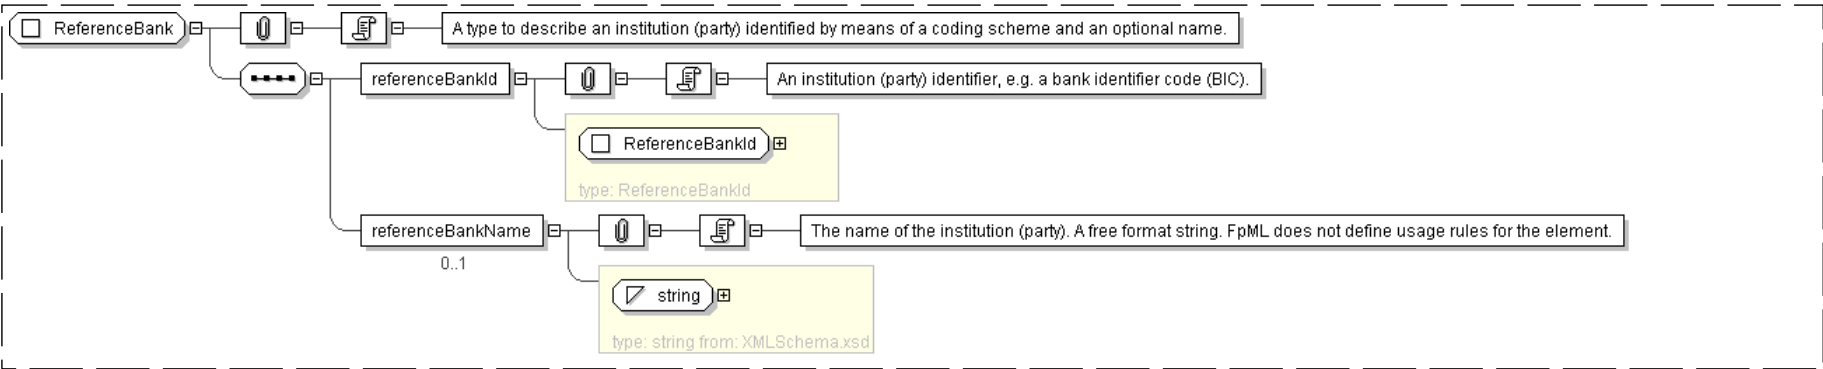 ReferenceBank
A type to describe an institution (party) identified by means of a coding scheme and an optional name.
referenceBankId
An institution (party) identifier, e.g. a bank identifier code (BIC).
ReferenceBankId
type: ReferenceBankId
referenceBankName
The name of the institution (party). A free format string. FpML does not define usage rules for the element.
0..1
string
type: string from: XMLSchema.xsd